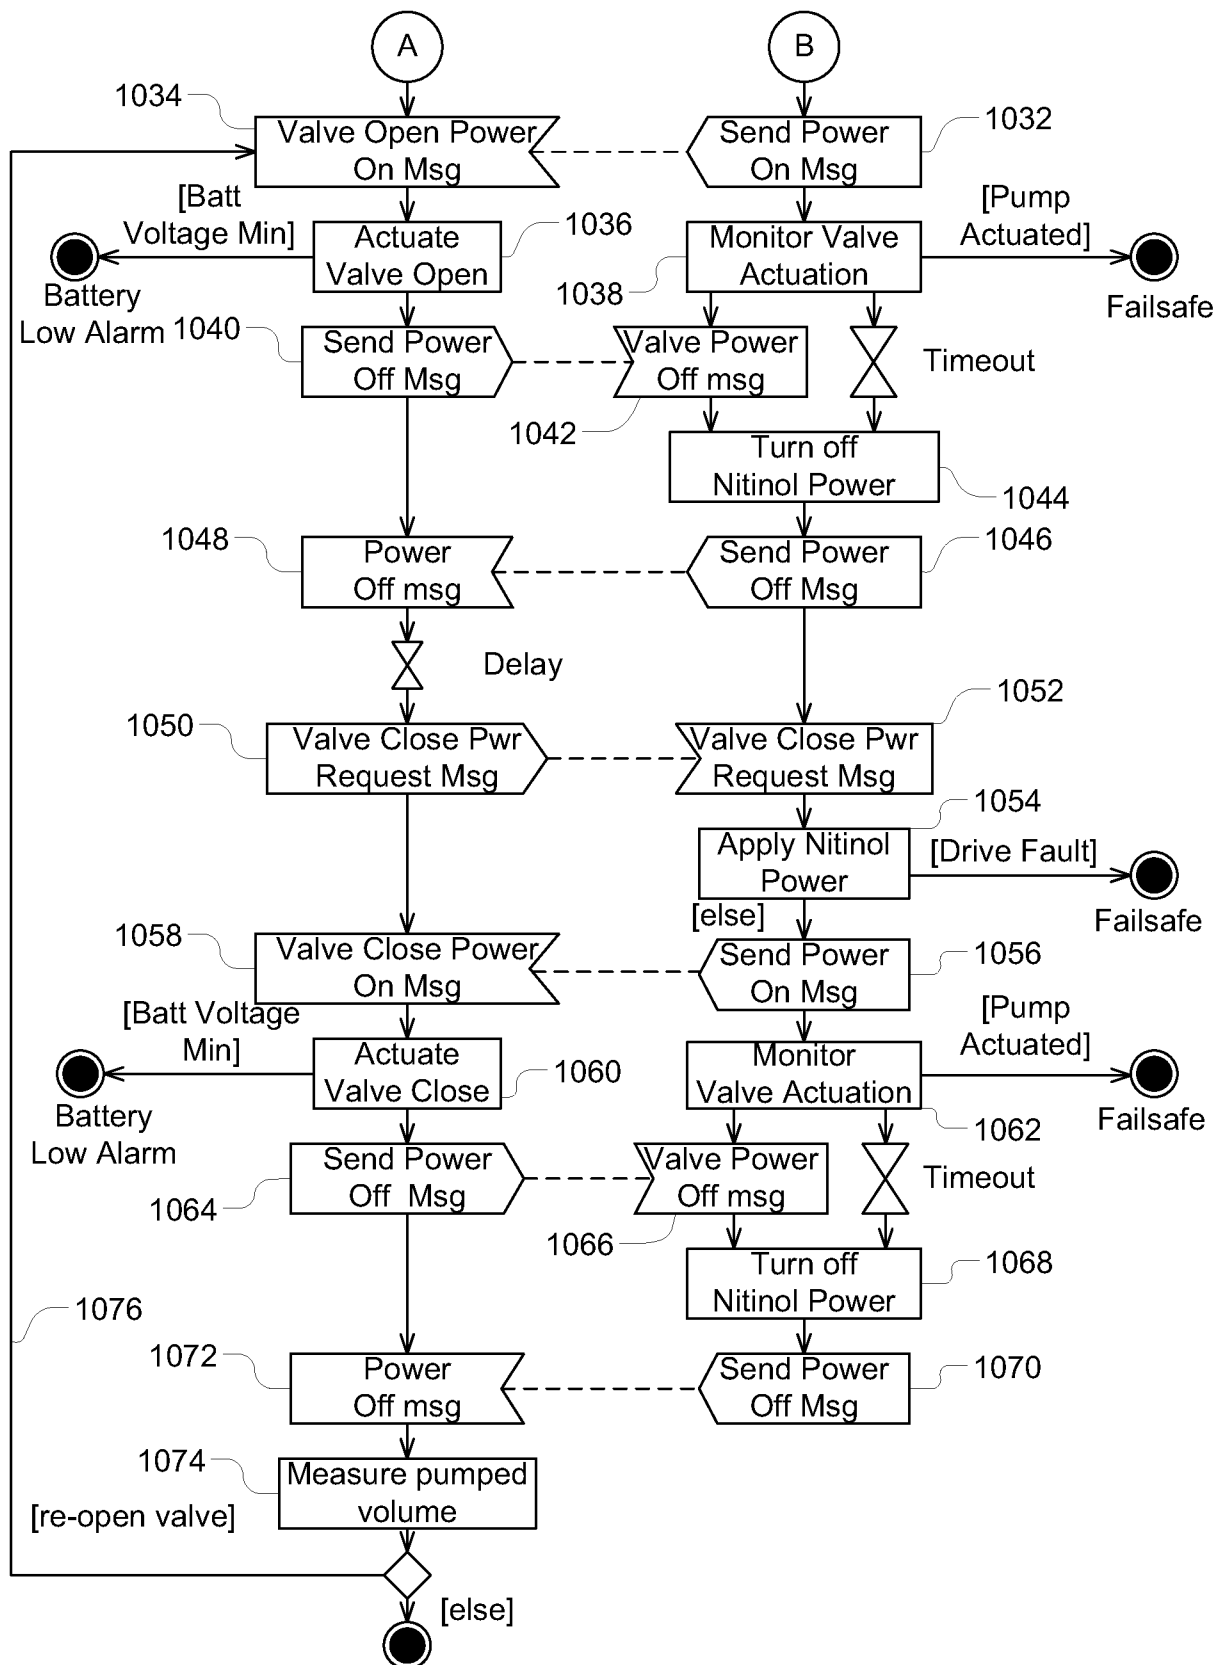 A
B
1034
Valve Open Power
On Msg
Send Power
On Msg
1032
[Batt
Voltage Min]
Actuate
Valve Open
1036
Monitor Valve
Actuation
1038
[Pump
Actuated]
Battery
Low Alarm
Failsafe
1040
Send Power
Off Msg
Valve Power
Off msg
1042
Timeout
Turn off
Nitinol Power
1044
1048
Power
Off msg
Send Power
Off Msg
1046
Delay
1050
Valve Close Pwr
Request Msg
Valve Close Pwr
Request Msg
1052
Apply Nitinol
Power
1054
[Drive Fault]
Failsafe
[else]
1058
Valve Close Power
On Msg
Send Power
On Msg
1056
[Batt Voltage
Min]
Actuate
Valve Close
1060
Monitor
Valve Actuation
1062
[Pump
Actuated]
Battery
Low Alarm
Failsafe
1064
Send Power
Off Msg
Valve Power
Off msg
1066
Timeout
Turn off
Nitinol Power
1068
1076
1072
Power
Off msg
Send Power
Off Msg
1070
1074
Measure pumped
volume
[re-open valve]
[else]